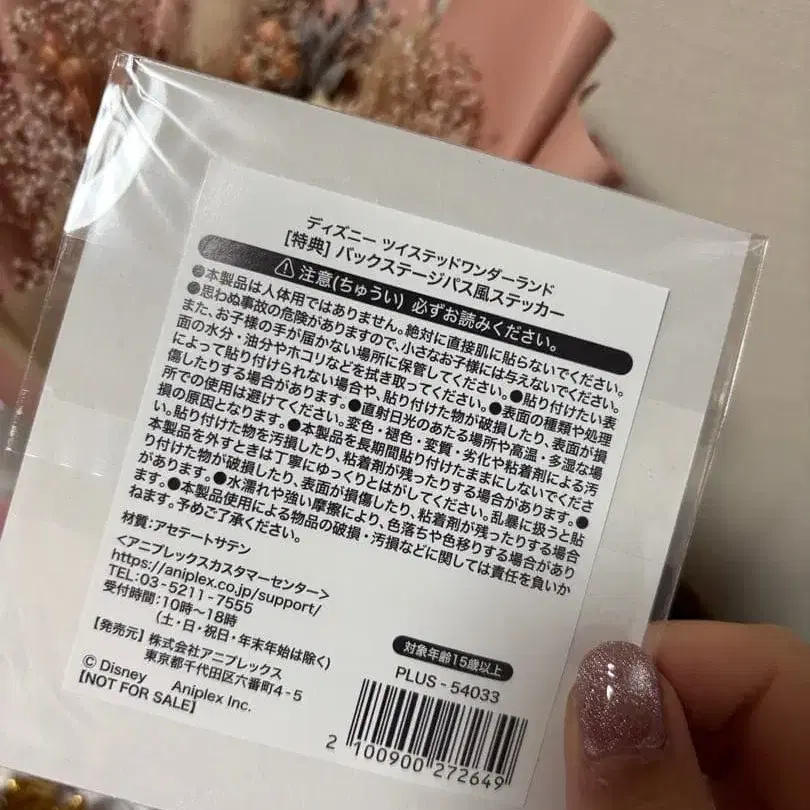 ディズニー ツイステッドワンダーランド
[特典] バックステージパス風ステッカー
⚠ 注意(ちゅうい) 必ずお読みください。
●本製品は人体用ではありません。絶対に直接肌に貼らないでください。
●思わぬ事故の危険がありますので、小さなお子様には与えないでください。
また、お子様の手が届かない場所に保管してください。●貼り付けたい表
面の水分・油分やホコリなどを拭き取ってください。●表面の種類や処理
によって貼り付けられない場合や、貼り付けた物が破損したり、表面が損
傷したりする場合があります。●直射日光のあたる場所や高温・多湿な場
所での使用は避けてください。変色・褪色・変質・劣化や粘着剤による汚
損の原因となります。●本製品を長期間貼り付けたままにしないでくださ
い。貼り付けた物を汚損したり、粘着剤が残ったりする場合があります。●
本製品を外すときは丁寧にゆっくりとはがしてください。乱暴に扱うと貼
り付けた物が破損したり、表面が損傷したり、粘着剤が残ったりする場合
があります。●水濡れや強い摩擦により、色落ちや色移りする場合があり
ます。●本製品使用による物品の破損・汚損などに関しては責任を負いか
ねます。予めご了承ください。
材質：アセテートサテン
<アニプレックスカスタマーセンター>
https://aniplex.co.jp/support/
TEL:03-5211-7555
受付時間：10時～18時
(土・日・祝日・年末年始は除く)
【発売元】株式会社アニプレックス
東京都千代田区六番町4-5
© Disney Aniplex Inc.
【NOT FOR SALE】
対象年齢15歳以上
PLUS-54033
2 100900 272649